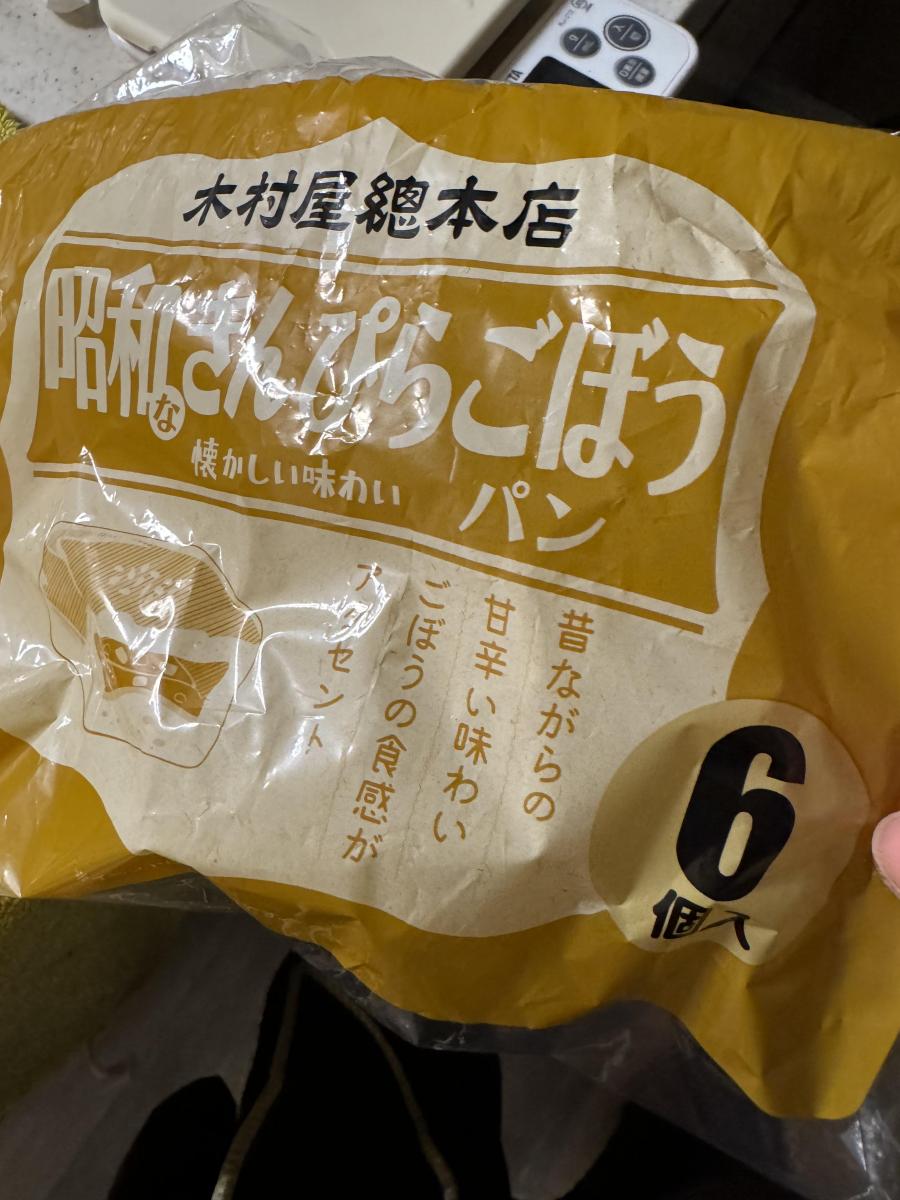 木村屋總本店
昭和なきんぴらごぼう
懐かしい味わい
パン
昔ながらの
甘辛い味わい
ごぼうの食感が
アクセント
6
個入